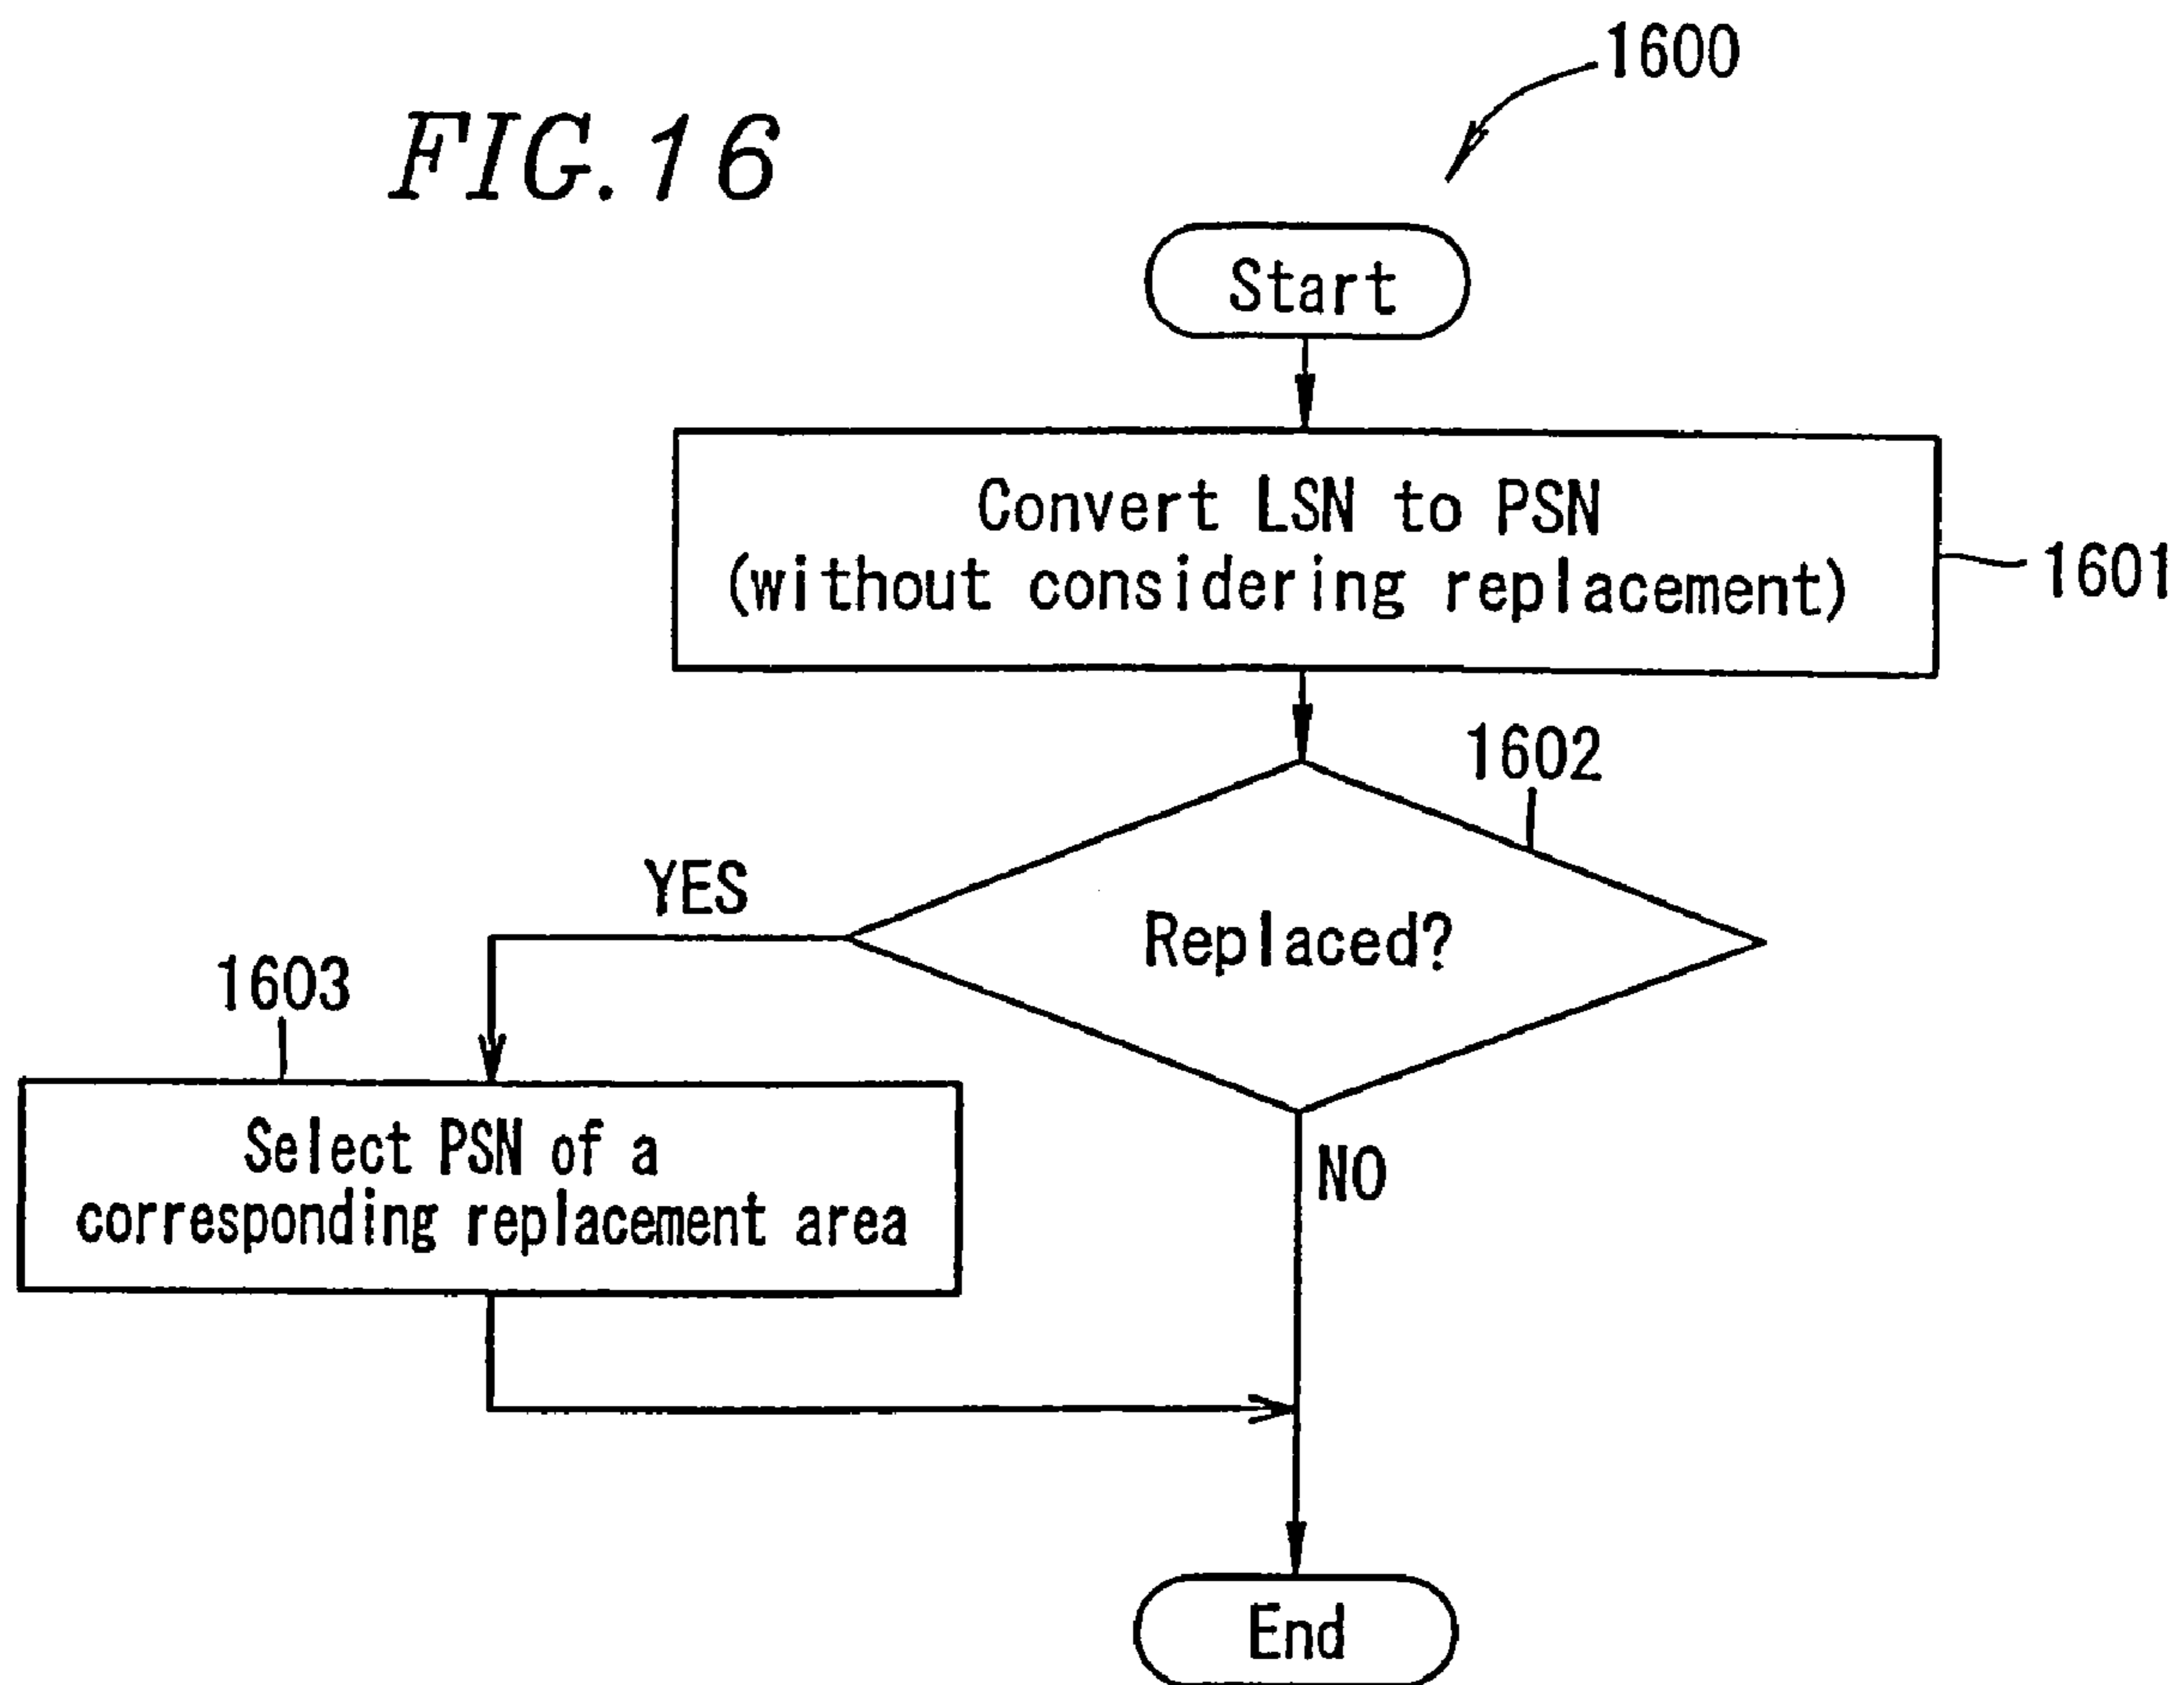 1600
FIG.16
Start
Convert LSN to PSN
(without considering replacement)
1601
1602
YES
Replaced?
1603
Select PSN of a
corresponding replacement area
NO
End